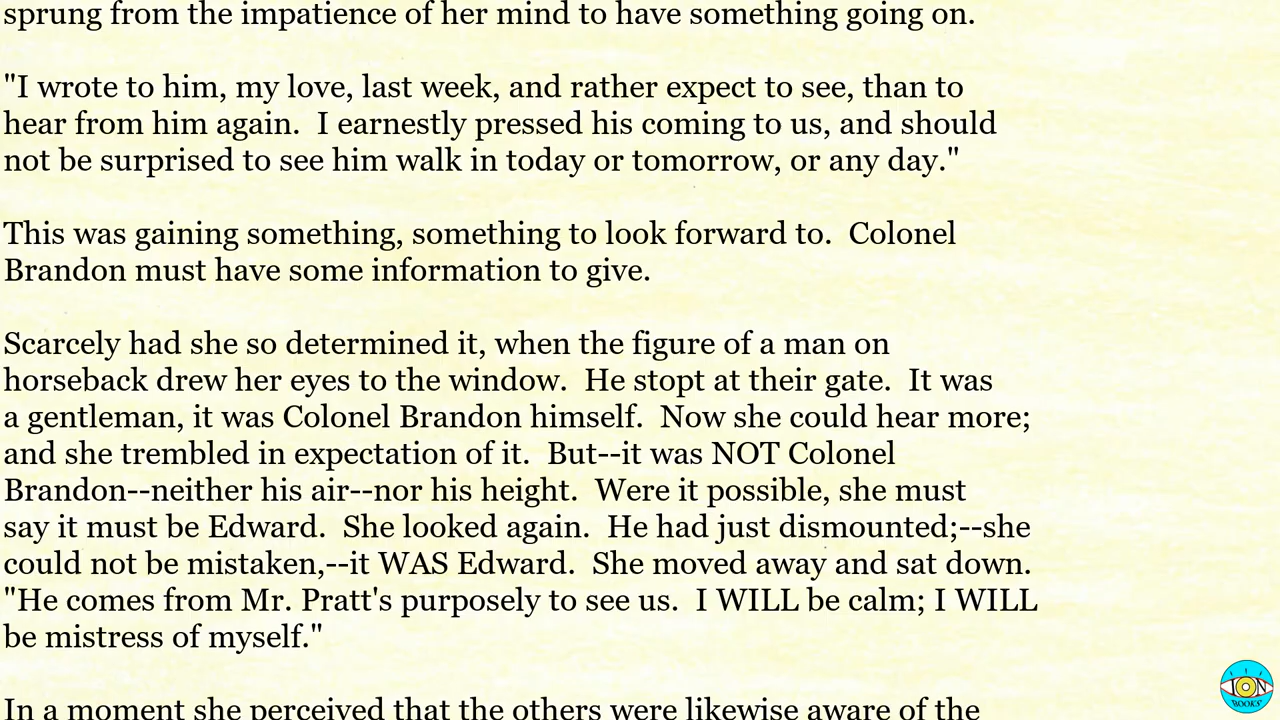 sprung from the impatience of her mind to have something going on.
"I wrote to him, my love, last week, and rather expect to see, than to
hear from him again.  I earnestly pressed his coming to us, and should
not be surprised to see him walk in today or tomorrow, or any day."
This was gaining something, something to look forward to.  Colonel
Brandon must have some information to give.
Scarcely had she so determined it, when the figure of a man on
horseback drew her eyes to the window.  He stopt at their gate.  It was
a gentleman, it was Colonel Brandon himself.  Now she could hear more;
and she trembled in expectation of it.  But--it was NOT Colonel
Brandon--neither his air--nor his height.  Were it possible, she must
say it must be Edward.  She looked again.  He had just dismounted;--she
could not be mistaken,--it WAS Edward.  She moved away and sat down.
"He comes from Mr. Pratt's purposely to see us.  I WILL be calm; I WILL
be mistress of myself."
In a moment she perceived that the others were likewise aware of the
ION
BOOKS